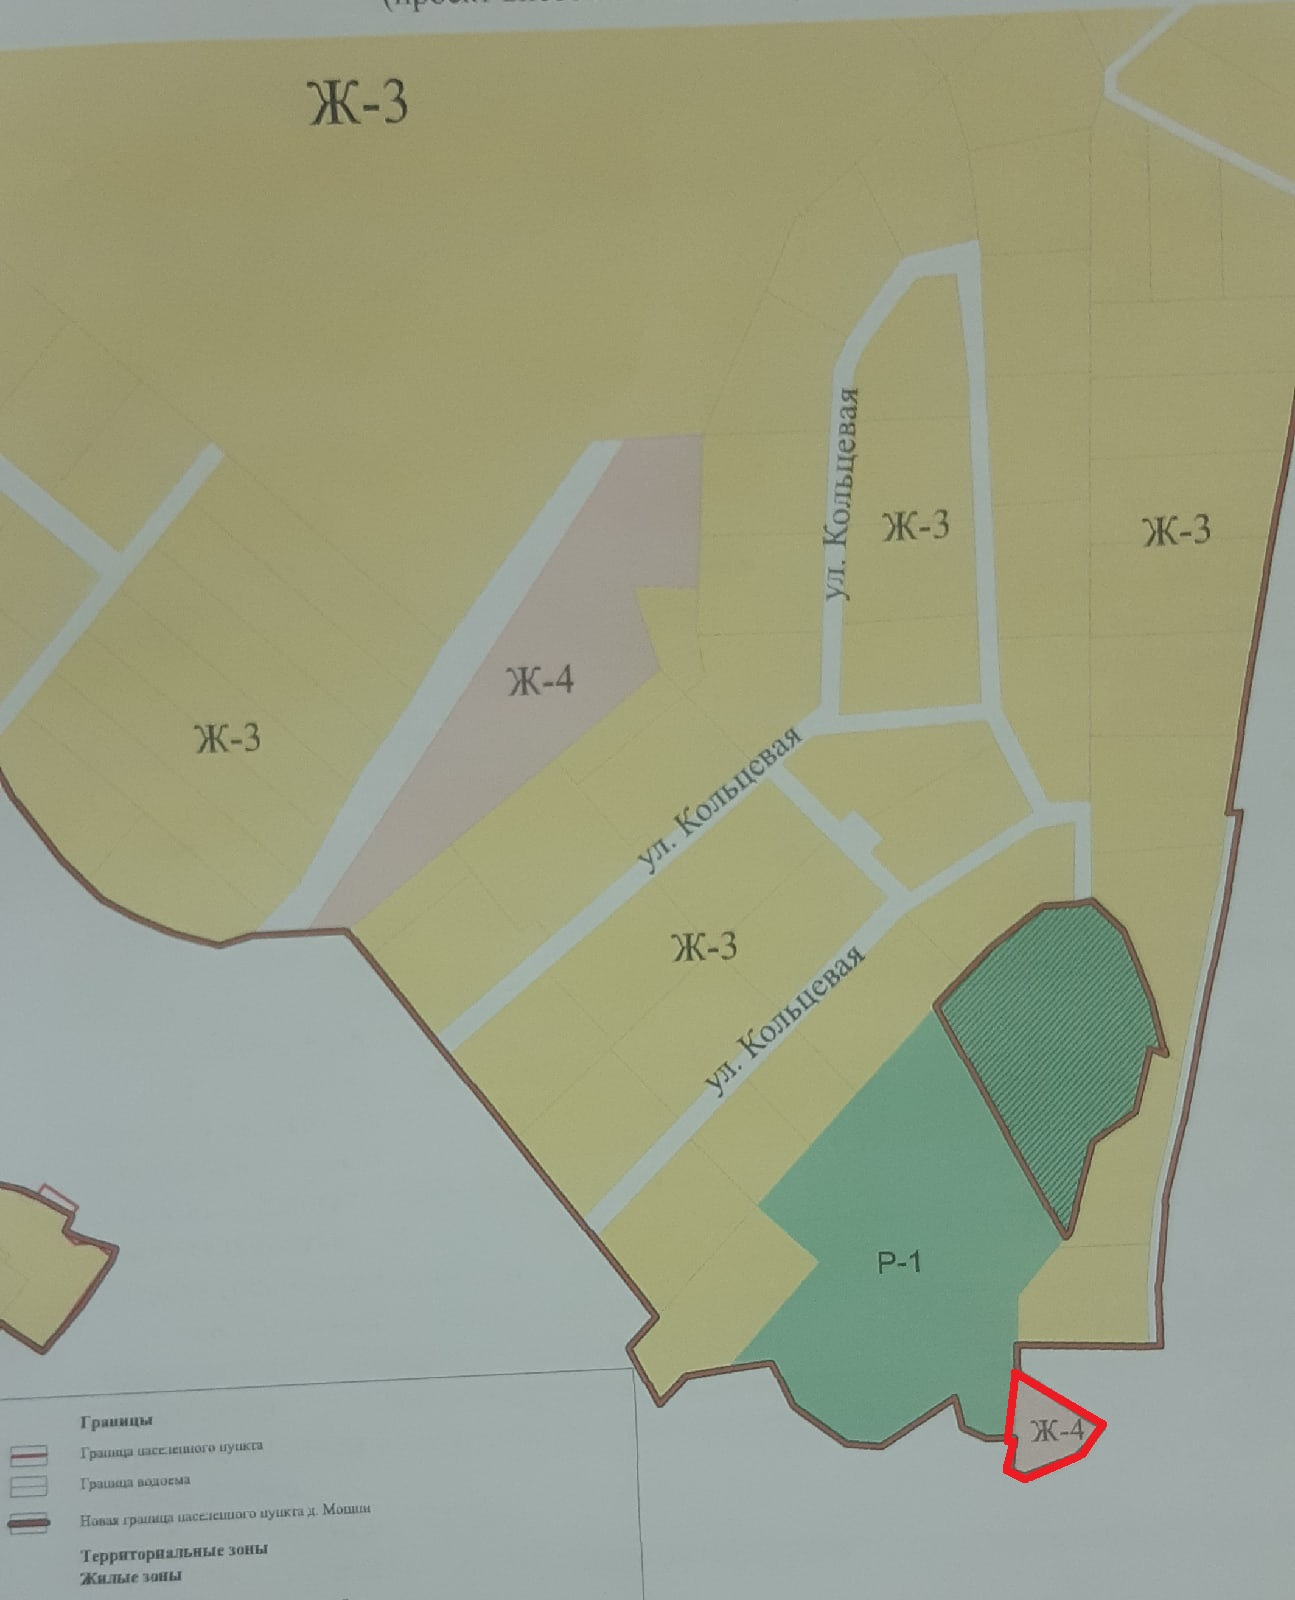 Ж-3
ул. Кольцевая
Ж-3
Ж-3
Ж-4
Ж-3
ул. Кольцевая
Ж-3
ул. Кольцевая
Р-1
Ж-4
Границы
Граница населенного пункта
Граница водоема
Новая граница населенного пункта д.
Территориальные зоны
Жилые зоны